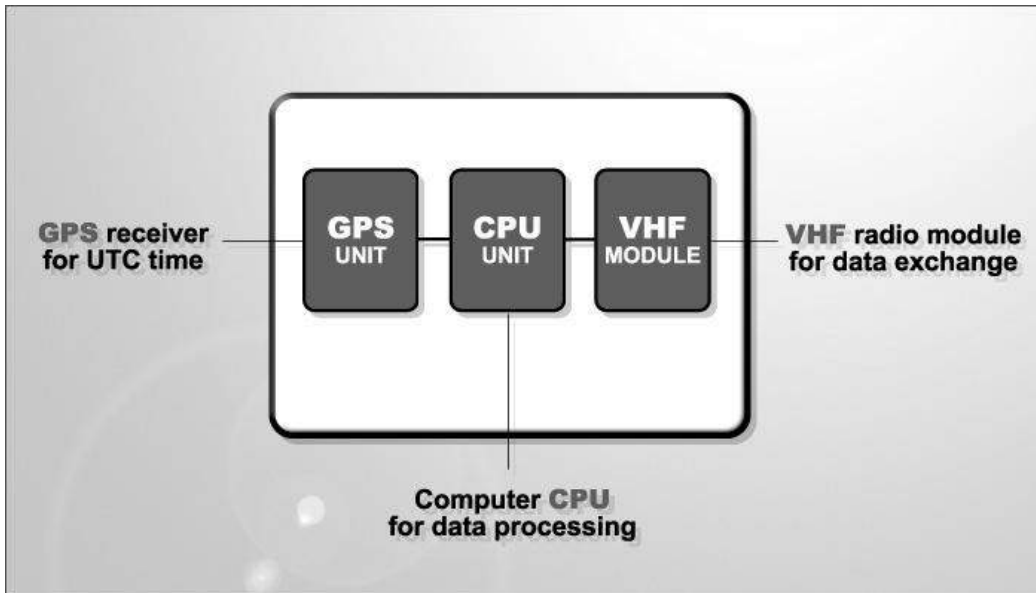 GPS
UNIT
CPU
UNIT
VHF
MODULE
GPS receiver
for UTC time
VHF radio module
for data exchange
Computer CPU
for data processing